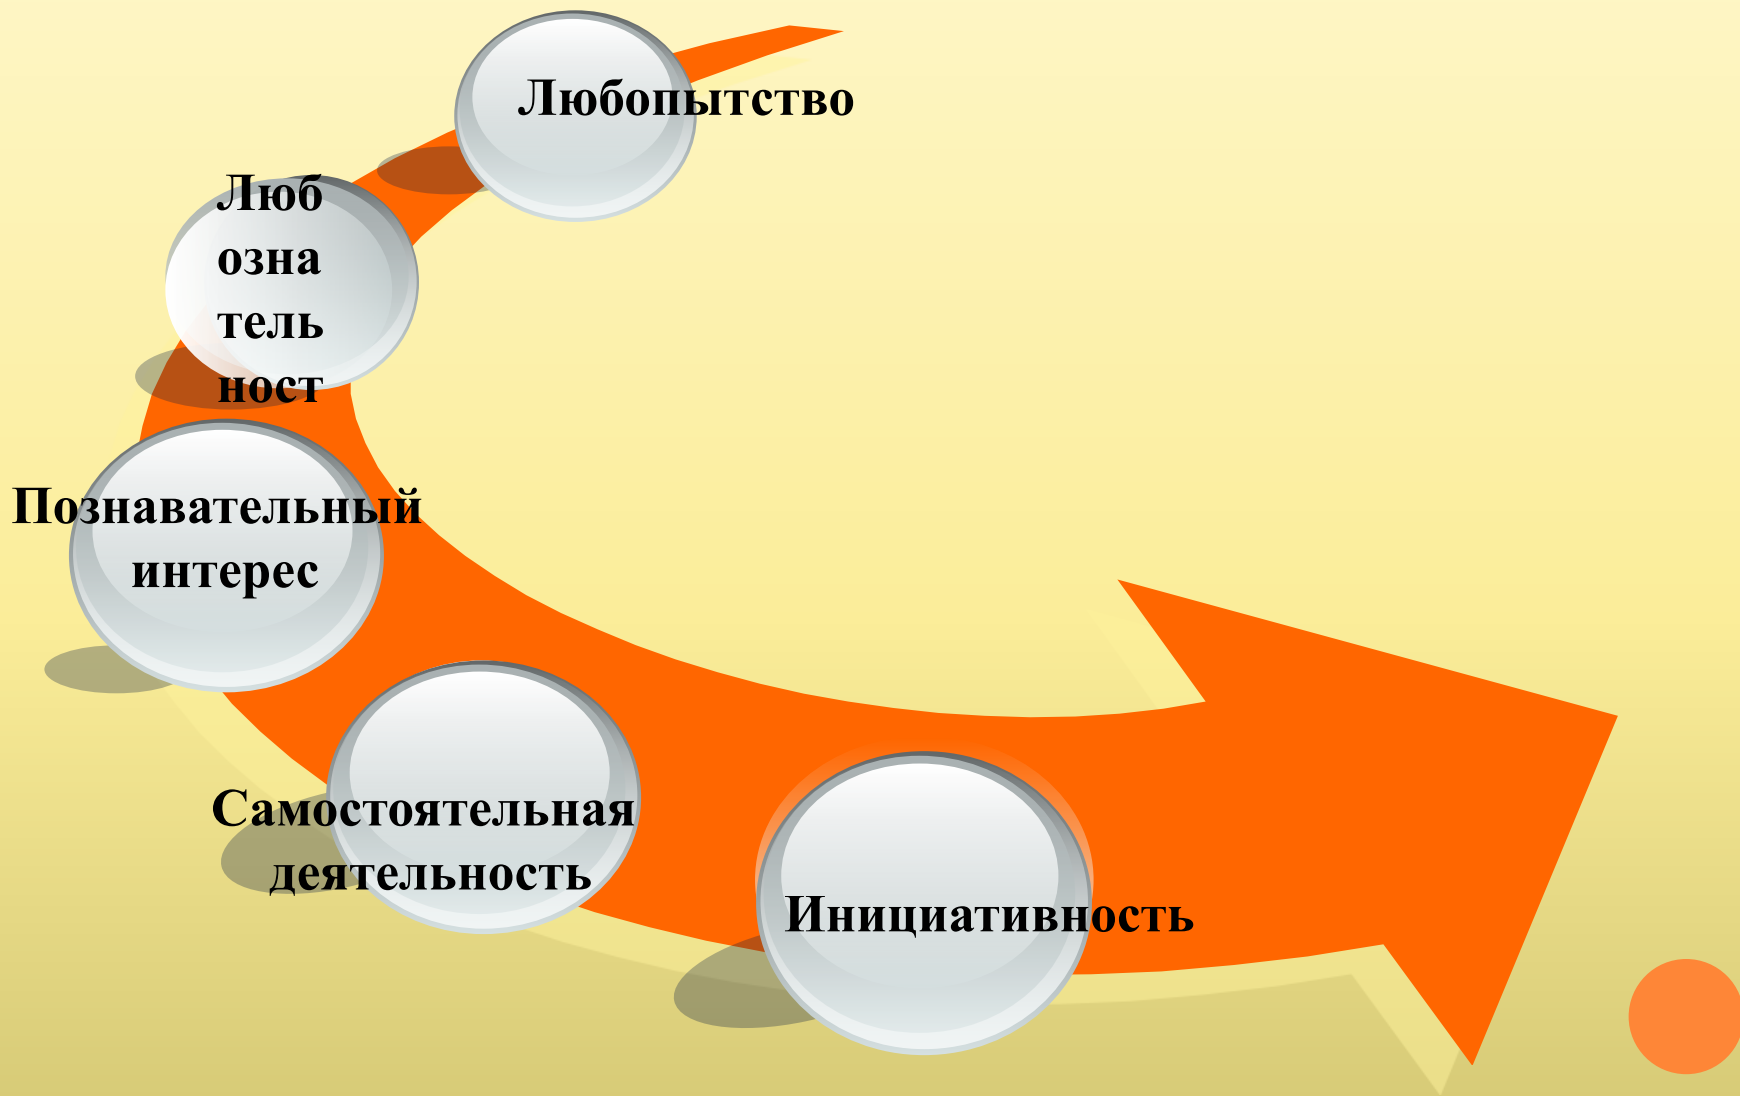 Любопытство
Люб
озна
тель
ност
Познавательный
интерес
Самостоятельная
деятельность
Инициативность